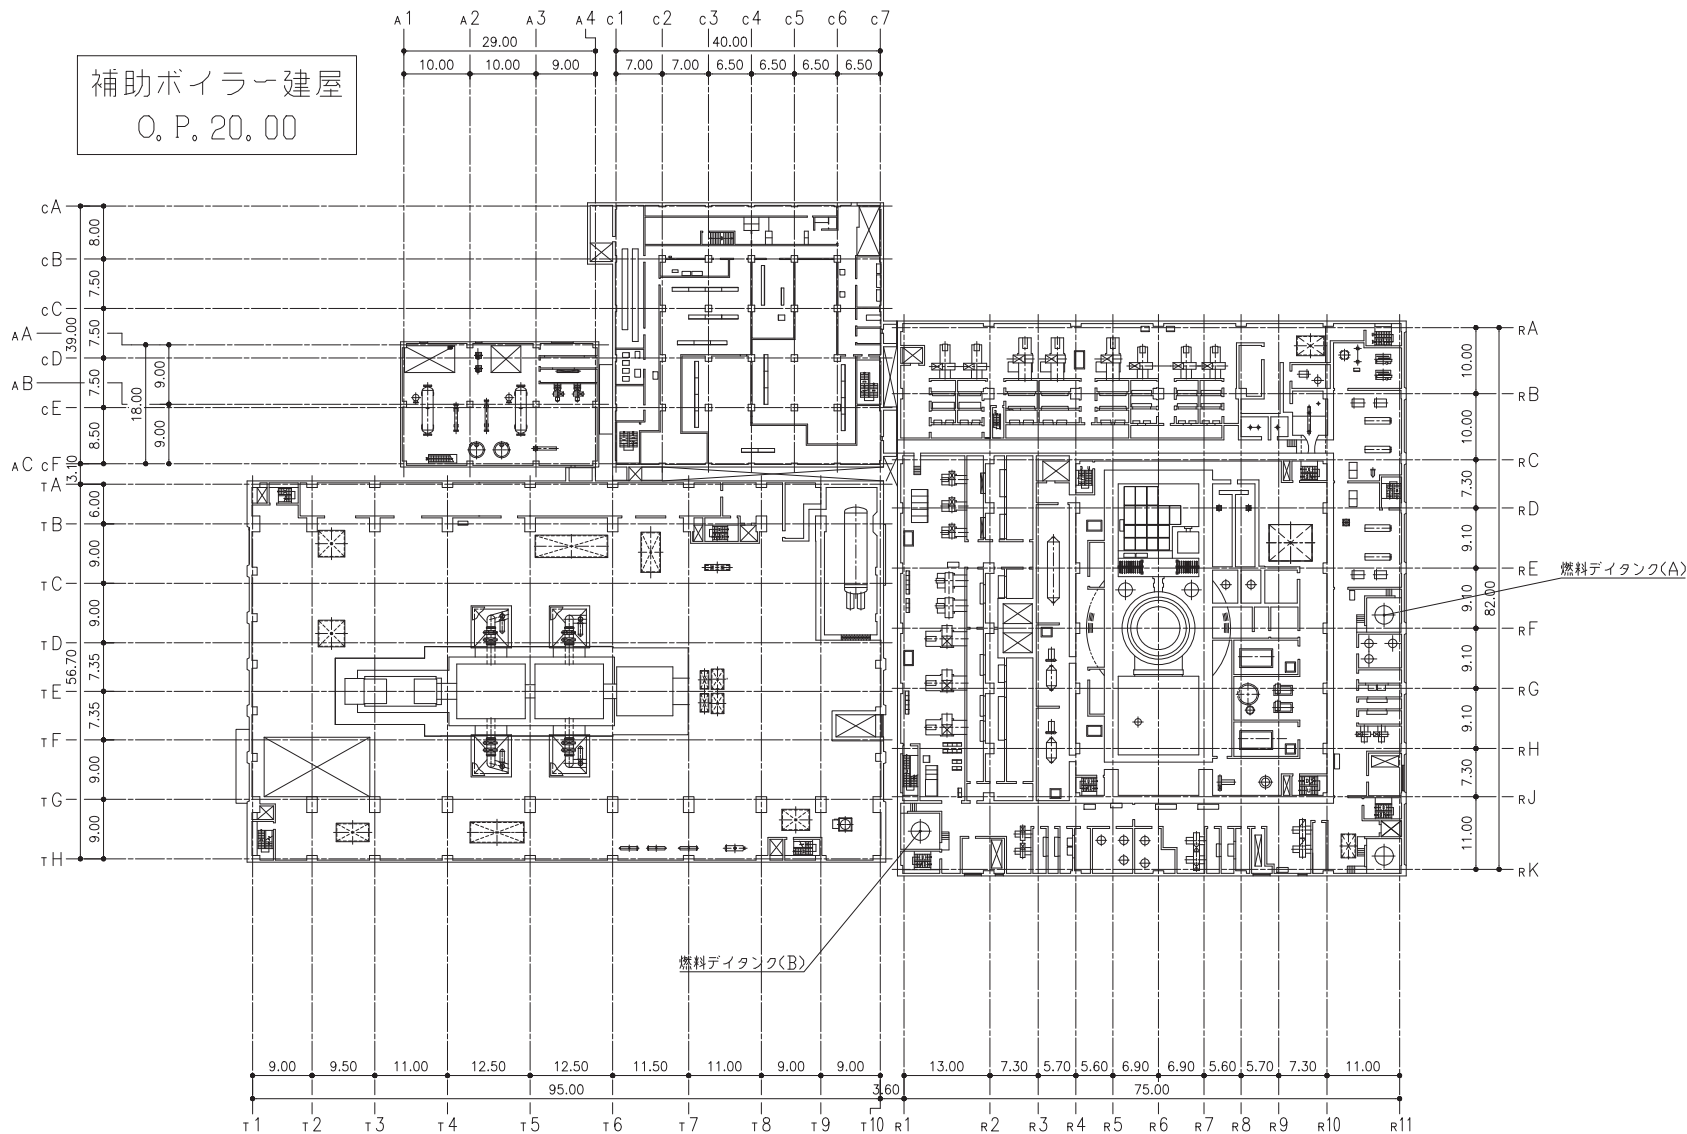 A1 A2 A3 A4 C1 C2 C3 C4 C5 C6 C7
29.00 40.00
10.00 10.00 9.00 7.00 7.00 6.50 6.50 6.50 6.50
補助ボイラー建屋
O.P.20.00
CA
8.00
CB
7.50
CC
AA
39.00
7.50
CD
AB
7.50
CE
8.50
AC CF
18.00
9.00
9.00
3.10
TA
6.00
TB
9.00
TC
9.00
TD
7.35
56.70
TE
7.35
TF
9.00
TG
9.00
TH
RA
10.00
RB
10.00
RC
7.30
RD
9.10
RE
燃料デイタンク(A)
9.10
82.00
RF
9.10
RG
9.10
RH
7.30
RJ
11.00
RK
燃料デイタンク(B)
9.00 9.50 11.00 12.50 12.50 11.50 11.00 9.00 9.00 13.00 7.30 5.70 5.60 6.90 6.90 5.60 5.70 7.30 11.00
95.00 3.60 75.00
T1 T2 T3 T4 T5 T6 T7 T8 T9 T10 R1 R2 R3 R4 R5 R6 R7 R8 R9 R10 R11